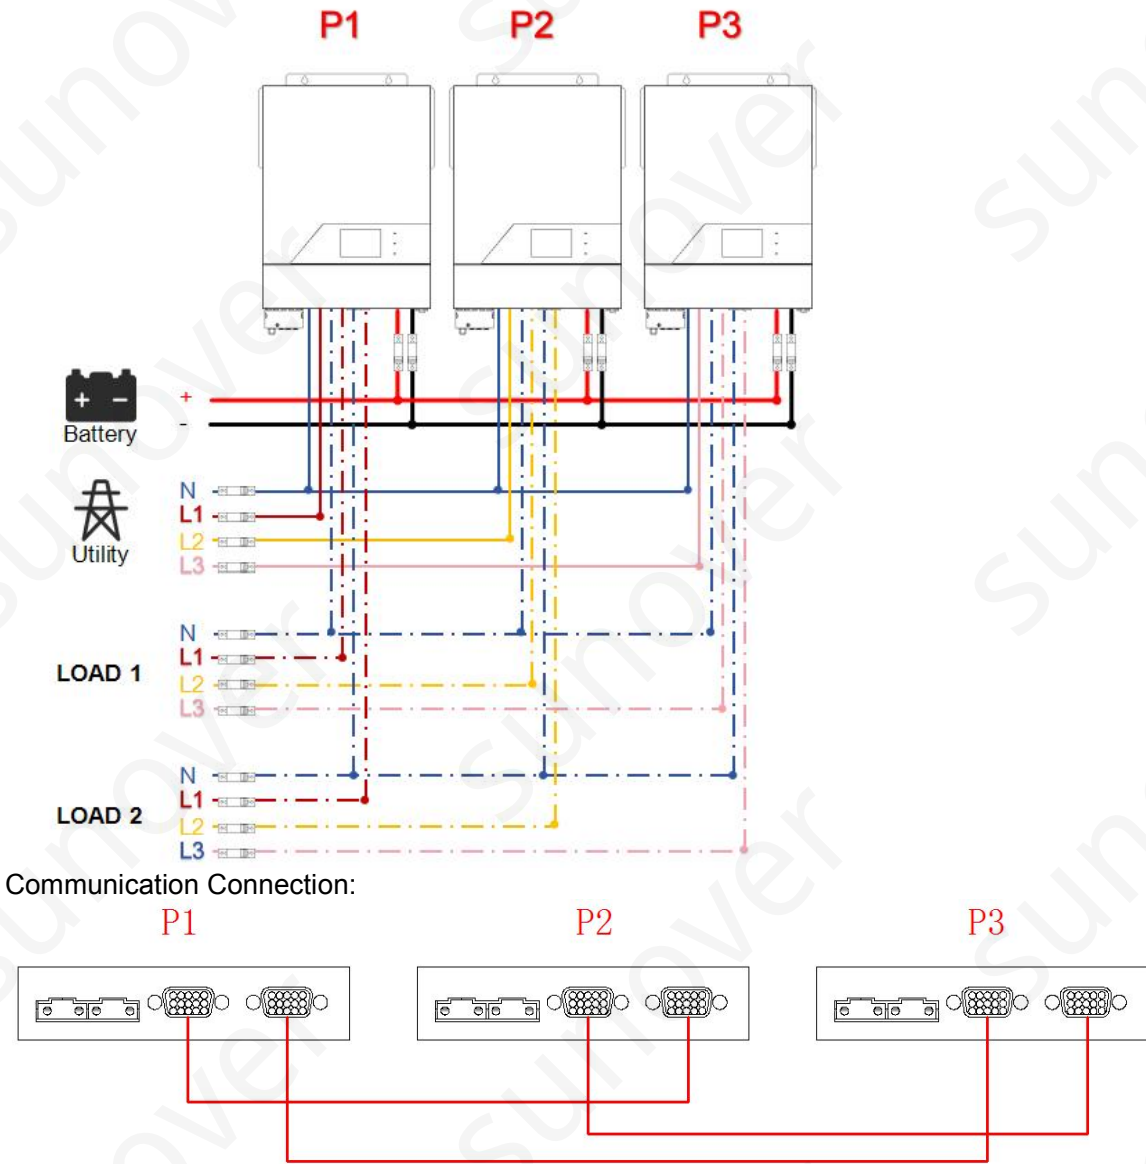 P1 P2 P3
+
-
Battery
N
L1
L2
L3
Utility
N
L1
L2
L3
LOAD 1
N
L1
L2
L3
LOAD 2
Communication Connection:
P1 P2 P3
sunover